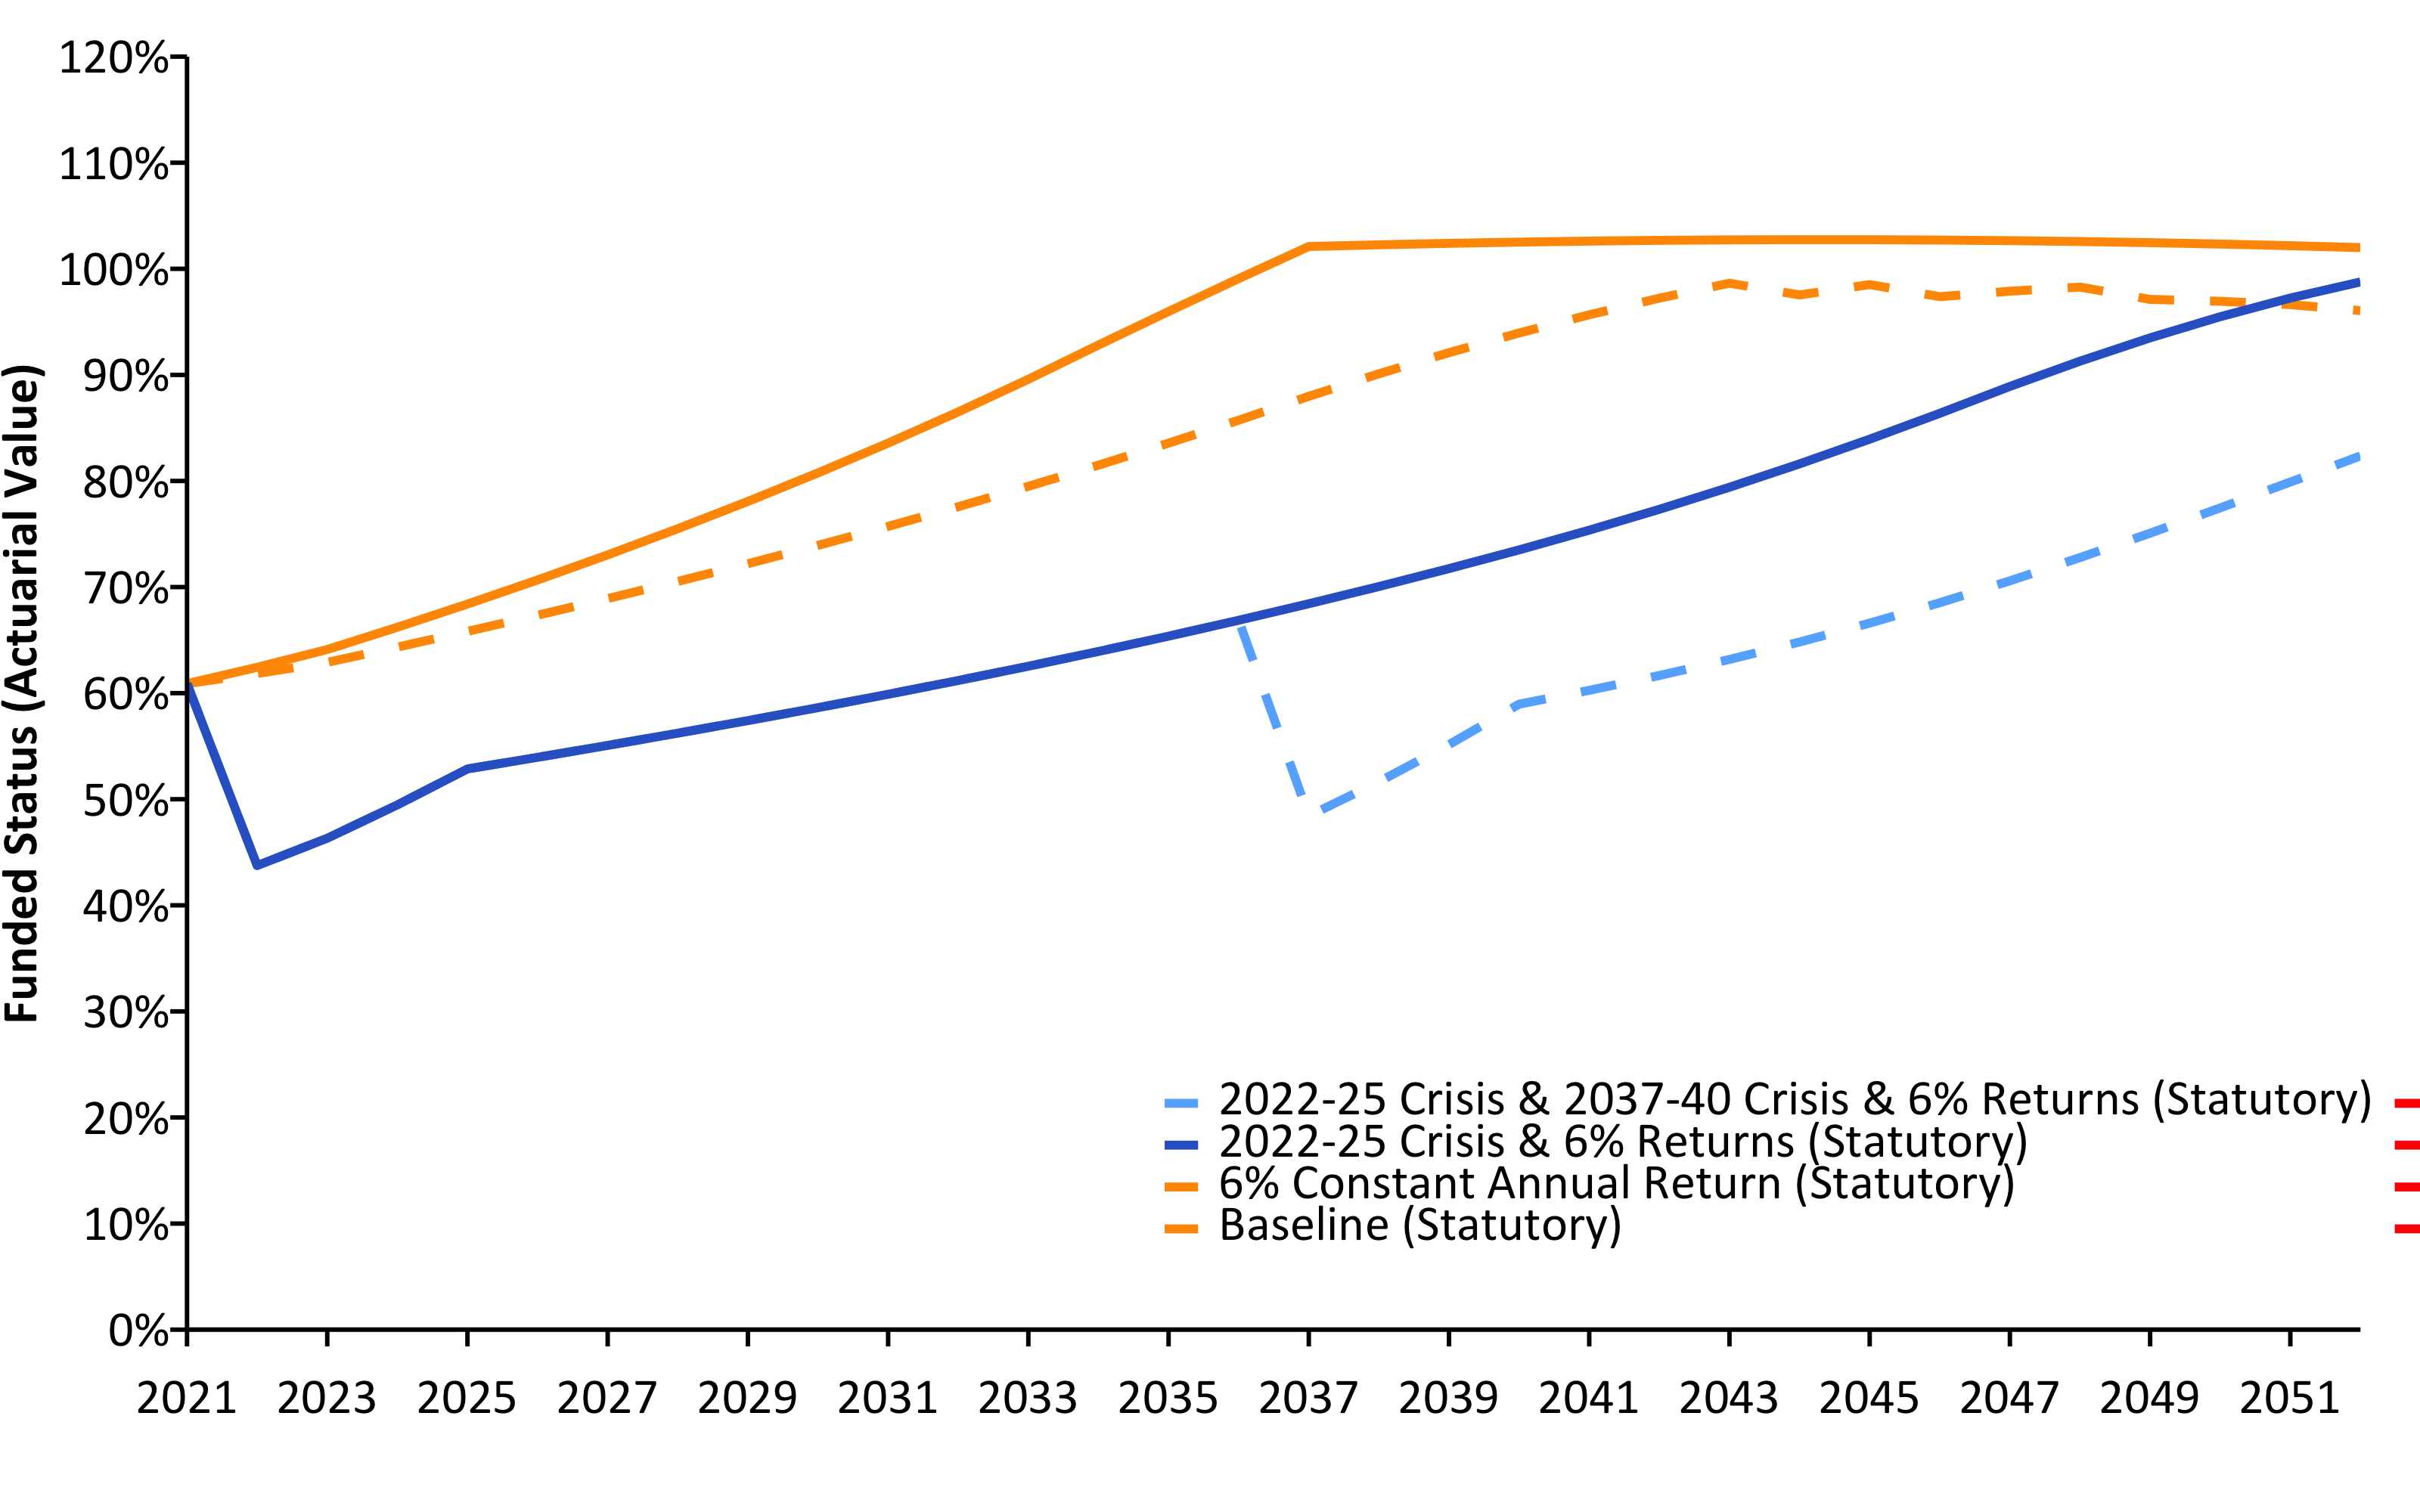 120%
110%
100%
90%
80%
70%
60%
50%
40%
30%
20%
10%
0%
Funded Status (Actuarial Value)
2022-25 Crisis & 2037-40 Crisis & 6% Returns (Statutory)
2022-25 Crisis & 6% Returns (Statutory)
6% Constant Annual Return (Statutory)
Baseline (Statutory)
2021 2023 2025 2027 2029 2031 2033 2035 2037 2039 2041 2043 2045 2047 2049 2051